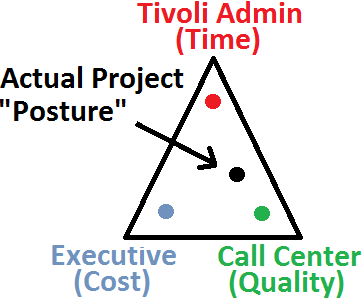 Tivoli Admin
(Time)
Actual Project
"Posture"
Executive
(Cost)
Call Center
(Quality)